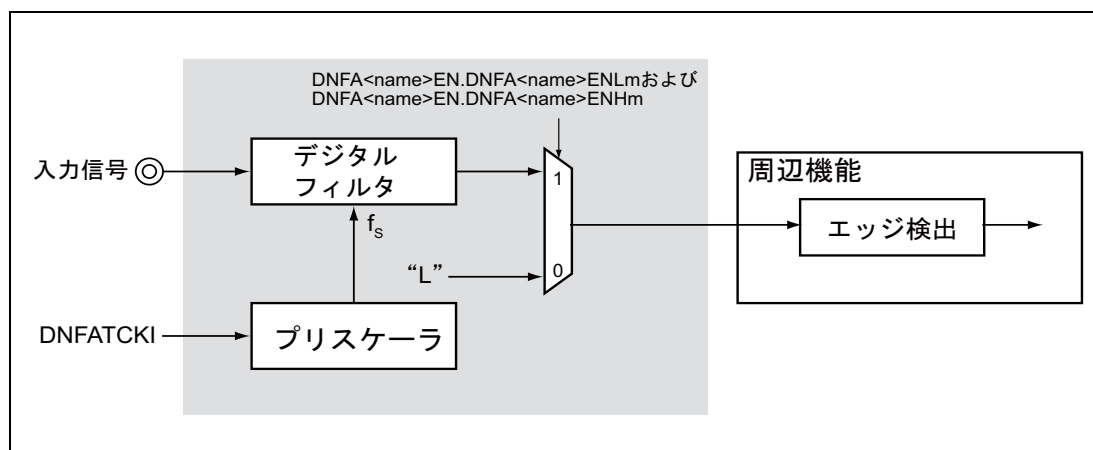 DNFA<name>EN.DNFA<name>ENLmおよび
DNFA<name>EN.DNFA<name>ENHm
入力信号
デジタル
フィルタ
1
周辺機能
エッジ検出
fs
“L”
0
DNFATCKI
プリスケーラ